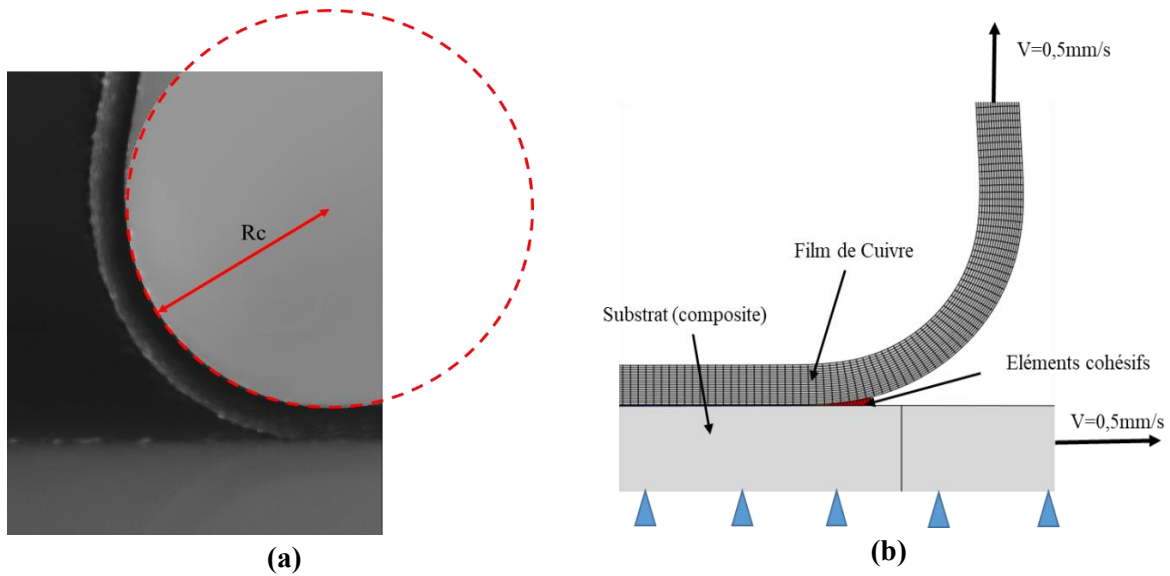 Rc
(a)
V=0,5mm/s
Film de Cuivre
Substrat (composite)
Eléments cohésifs
V=0,5mm/s
(b)